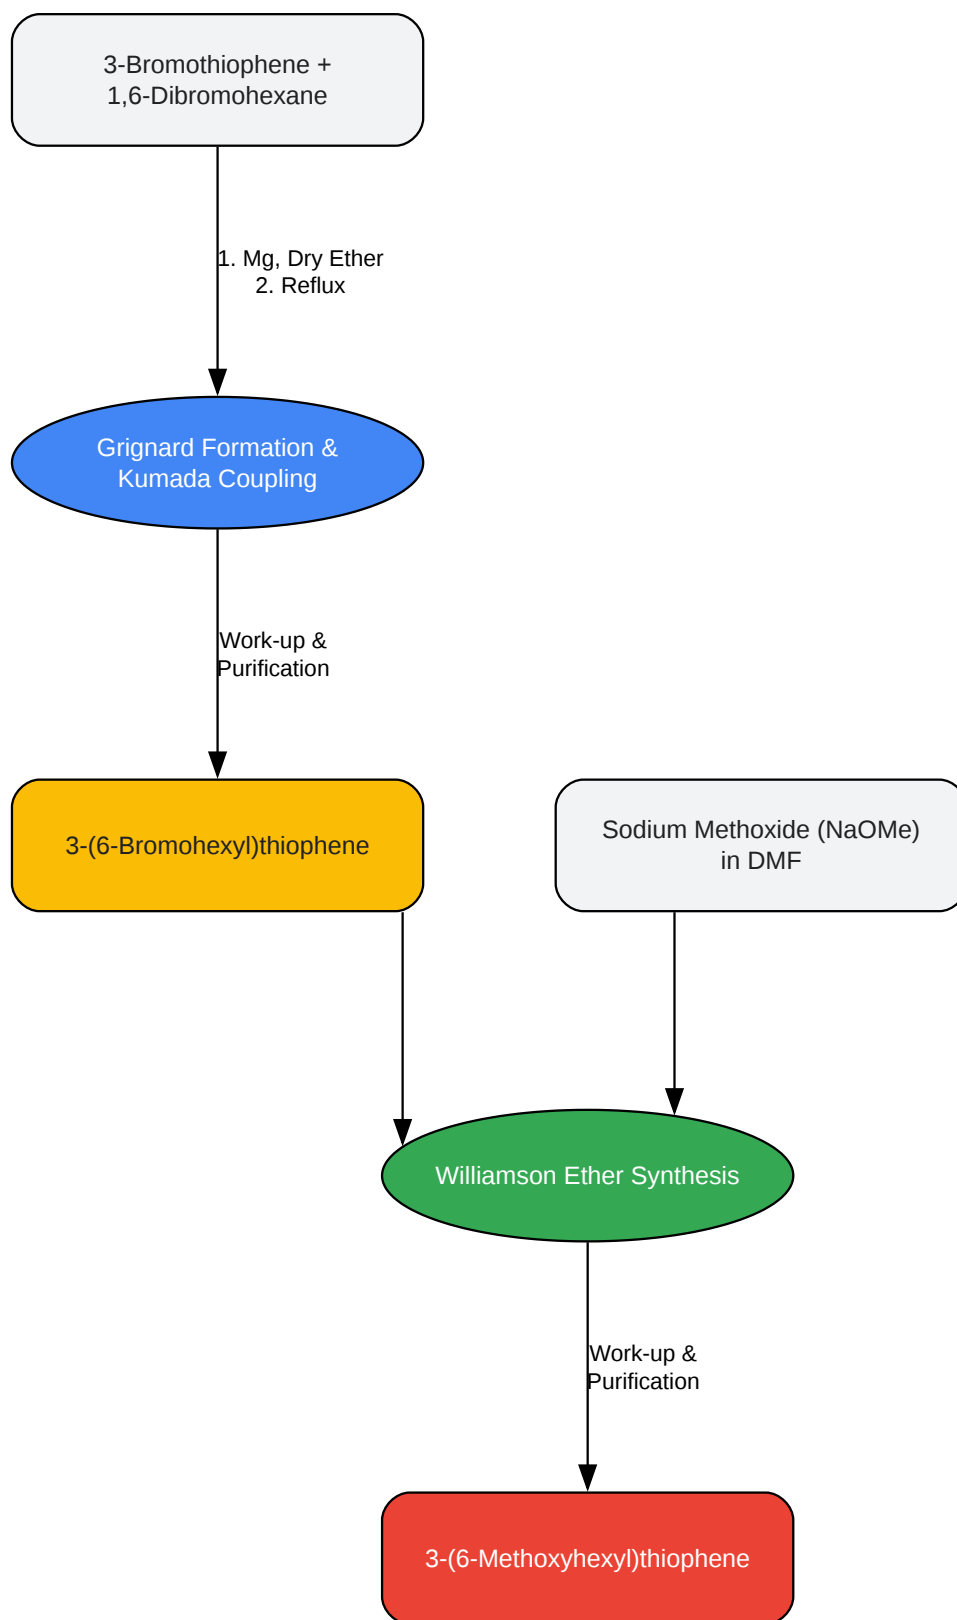 3-Bromothiophene +
1,6-Dibromohexane
1. Mg, Dry Ether
2. Reflux
Grignard Formation &
Kumada Coupling
Work-up &
Purification
3-(6-Bromohexyl)thiophene
Sodium Methoxide (NaOMe)
in DMF
Williamson Ether Synthesis
Work-up &
Purification
3-(6-Methoxyhexyl)thiophene